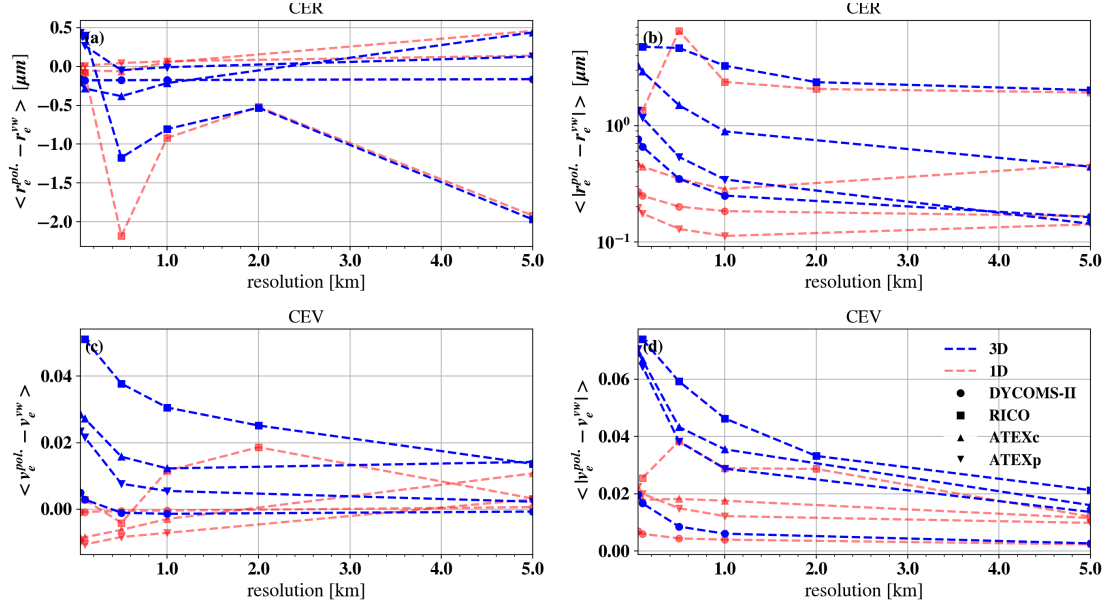 CER
(a)
0.5
0.0
−0.5
−1.0
−1.5
−2.0
< r_e^{pol.} − r_e^{vw} > [μm]
1.0 2.0 3.0 4.0 5.0
resolution [km]
CER
(b)
10^0
10^{−1}
< |r_e^{pol.} − r_e^{vw}| > [μm]
1.0 2.0 3.0 4.0 5.0
resolution [km]
CEV
(c)
0.04
0.02
0.00
< v_e^{pol.} − v_e^{vw} >
1.0 2.0 3.0 4.0 5.0
resolution [km]
CEV
(d)
0.06
0.04
0.02
0.00
< |v_e^{pol.} − v_e^{vw}| >
1.0 2.0 3.0 4.0 5.0
resolution [km]
3D
1D
DYCOMS-II
RICO
ATEXc
ATEXp